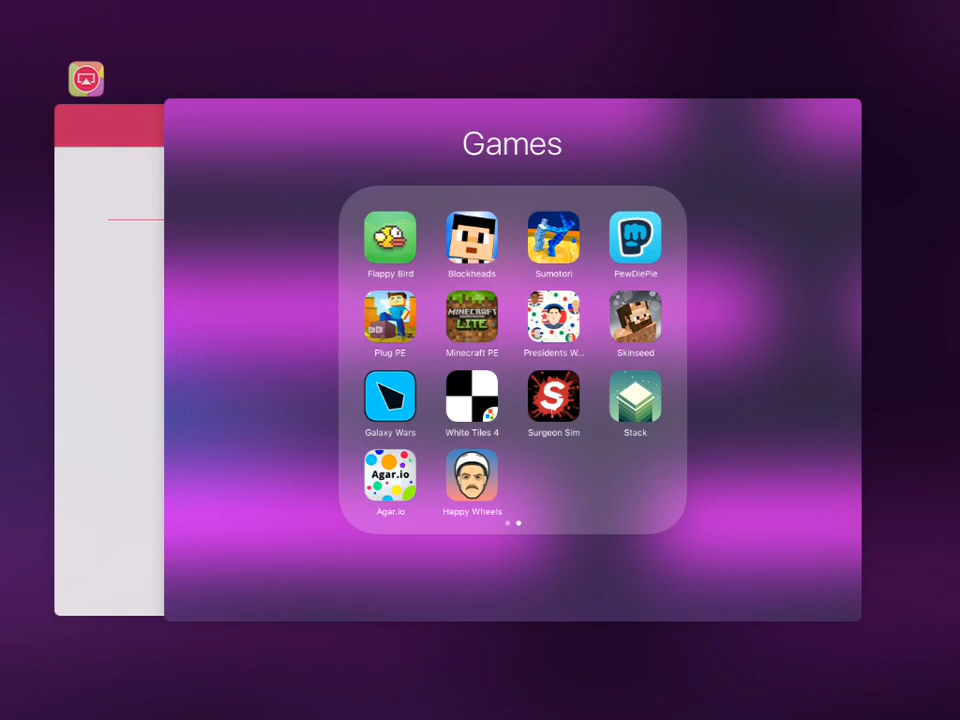 Games
Flappy Bird
Blockheads
Sumotori
PewDiePie
MINECRAFT
LITE
Plug PE
Minecraft PE
Presidents W...
Skinseed
S
Galaxy Wars
White Tiles 4
Surgeon Sim
Stack
Agar.io
Agar.io
Happy Wheels